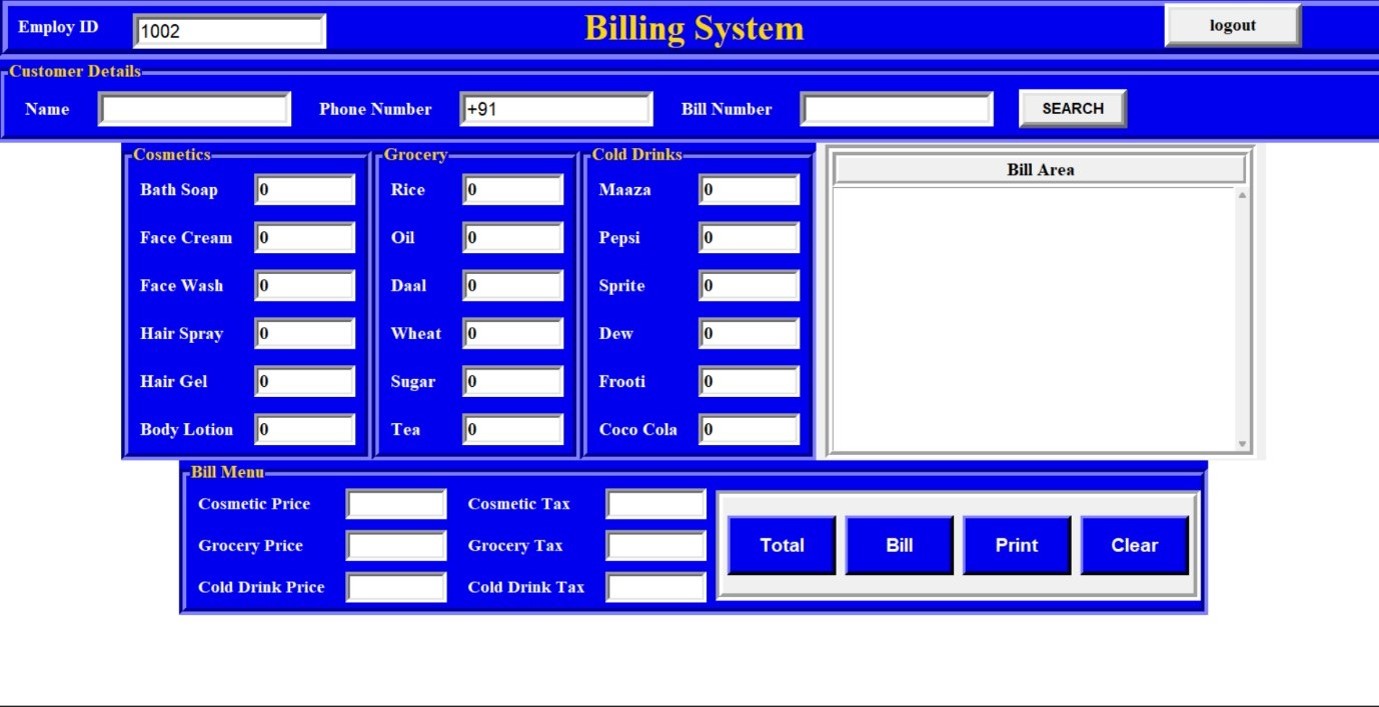 Employ ID 1002 Billing System logout
Customer Details
Name Phone Number +91 Bill Number SEARCH
Cosmetics Grocery Cold Drinks Bill Area
Bath Soap 0 Rice 0 Maaza 0
Face Cream 0 Oil 0 Pepsi 0
Face Wash 0 Daal 0 Sprite 0
Hair Spray 0 Wheat 0 Dew 0
Hair Gel 0 Sugar 0 Frooti 0
Body Lotion 0 Tea 0 Coco Cola 0
Bill Menu
Cosmetic Price Cosmetic Tax
Grocery Price Grocery Tax Total Bill Print Clear
Cold Drink Price Cold Drink Tax